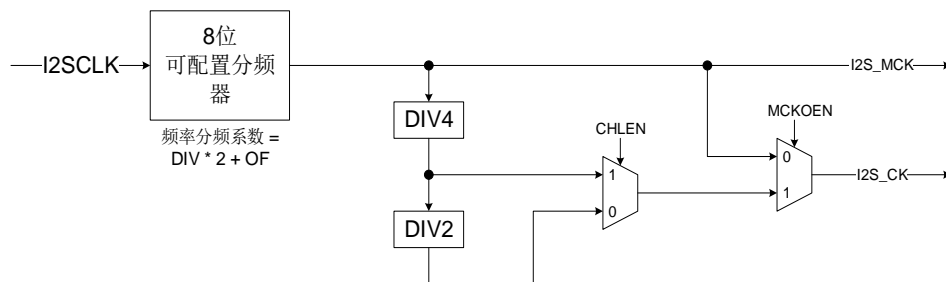 I2SCLK
8位
可配置分频
器
频率分频系数 =
DIV * 2 + OF
DIV4
DIV2
CHLEN
1
0
MCKOEN
0
1
I2S_MCK
I2S_CK